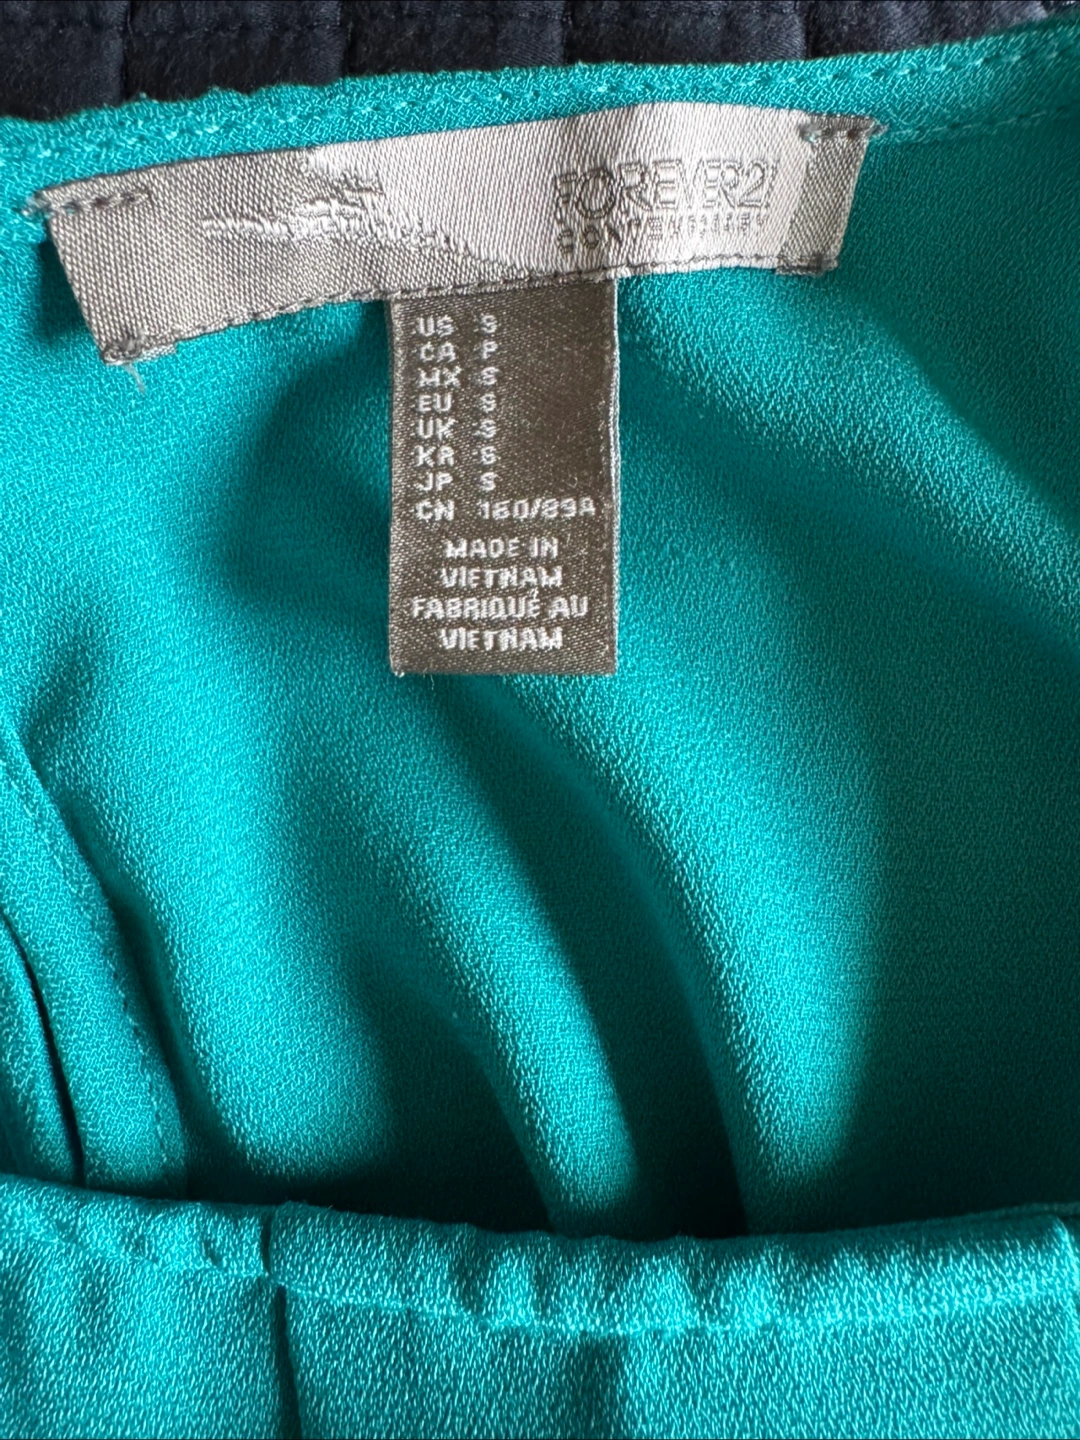 FOREVER21
CONTEMPORARY
US S
CA P
MX S
EU S
UK S
KR S
JP S
CN 160/89A
MADE IN
VIETNAM
FABRIQUÉ AU
VIETNAM